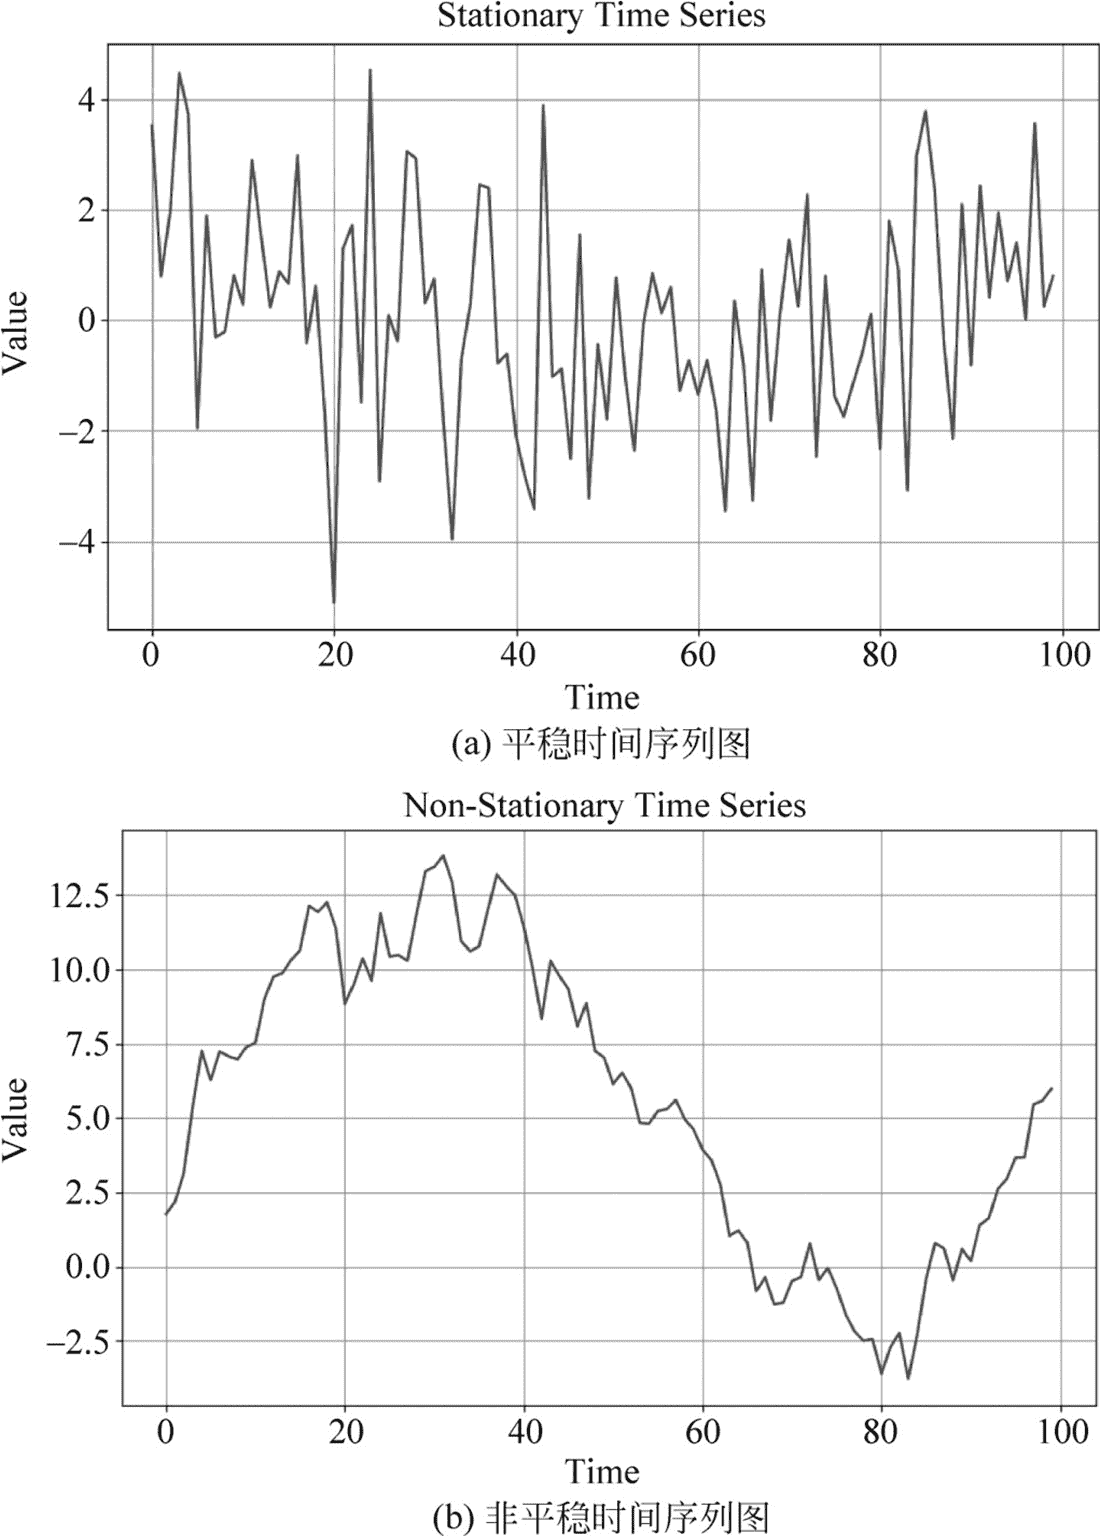 Stationary Time Series
4
2
0
−2
−4
Value
0 20 40 60 80 100
Time
(a) 平稳时间序列图
Non-Stationary Time Series
12.5
10.0
7.5
5.0
2.5
0.0
−2.5
Value
0 20 40 60 80 100
Time
(b) 非平稳时间序列图